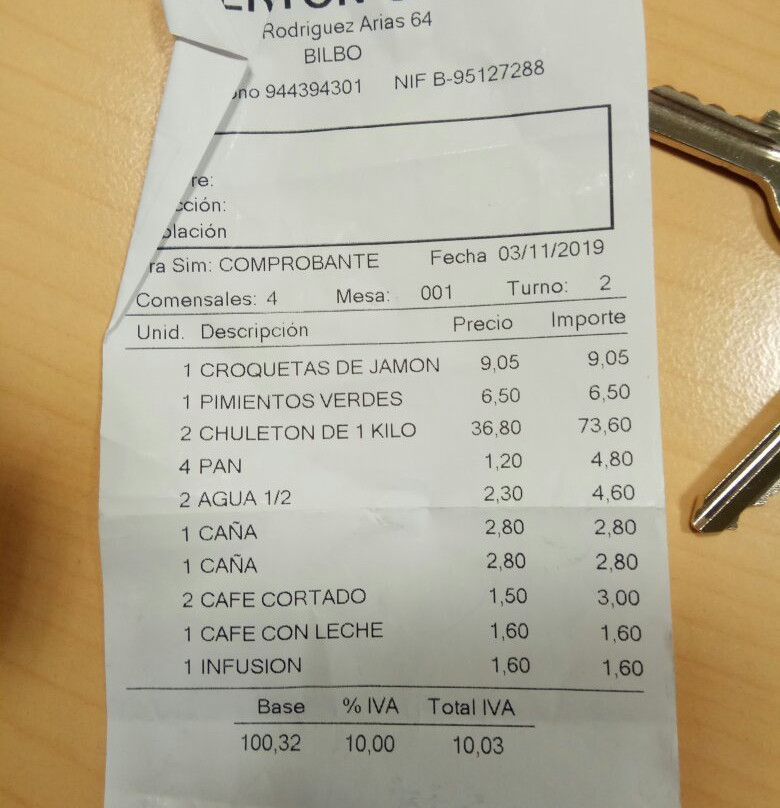 Rodriguez Arias 64
BILBO
944394301 NIF B-95127288
COMPROBANTE Fecha 03/11/2019
Sim:
Comensales: 4 Mesa: 001 Turno: 2
Unid. Descripción Precio Importe
1 CROQUETAS DE JAMON 9,05 9,05
1 PIMIENTOS VERDES 6,50 6,50
2 CHULETON DE 1 KILO 36,80 73,60
4 PAN 1,20 4,80
2 AGUA 1/2 2,30 4,60
1 CAÑA 2,80 2,80
1 CAÑA 2,80 2,80
2 CAFE CORTADO 1,50 3,00
1 CAFE CON LECHE 1,60 1,60
1 INFUSION 1,60 1,60
Base % IVA Total IVA
100,32 10,00 10,03